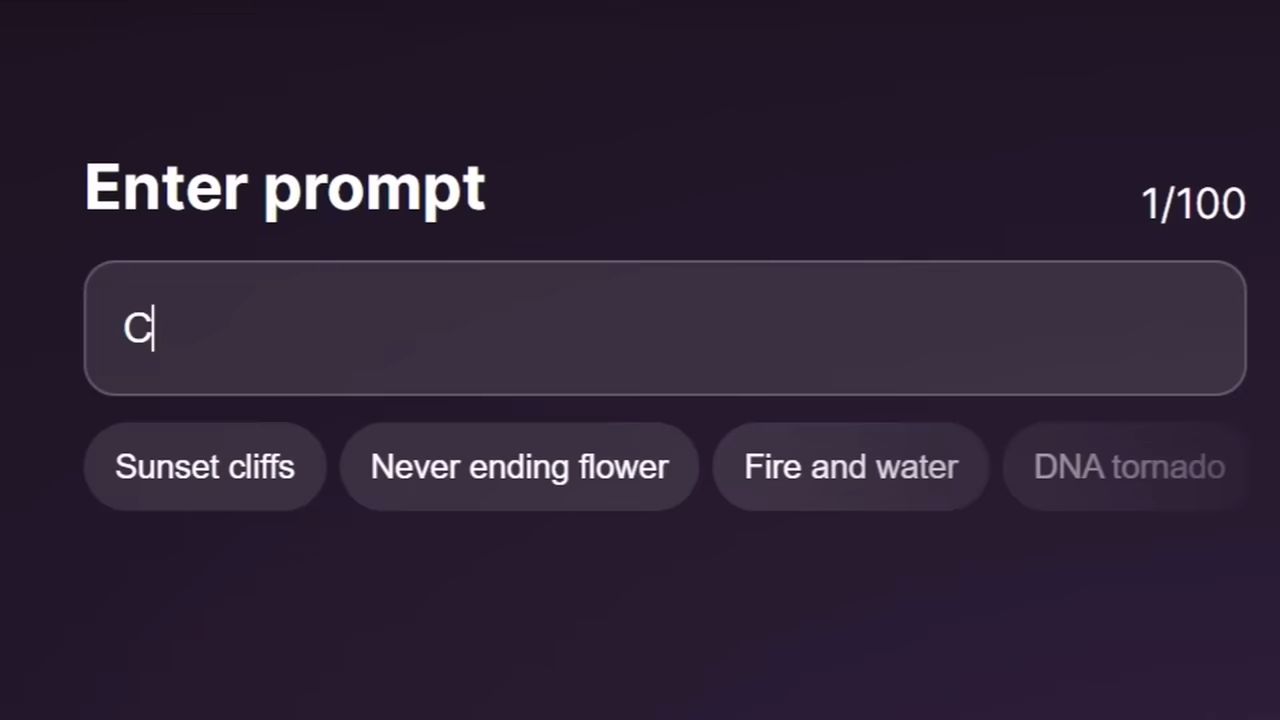 Enter prompt
1/100
C
Sunset cliffs
Never ending flower
Fire and water
DNA tornado